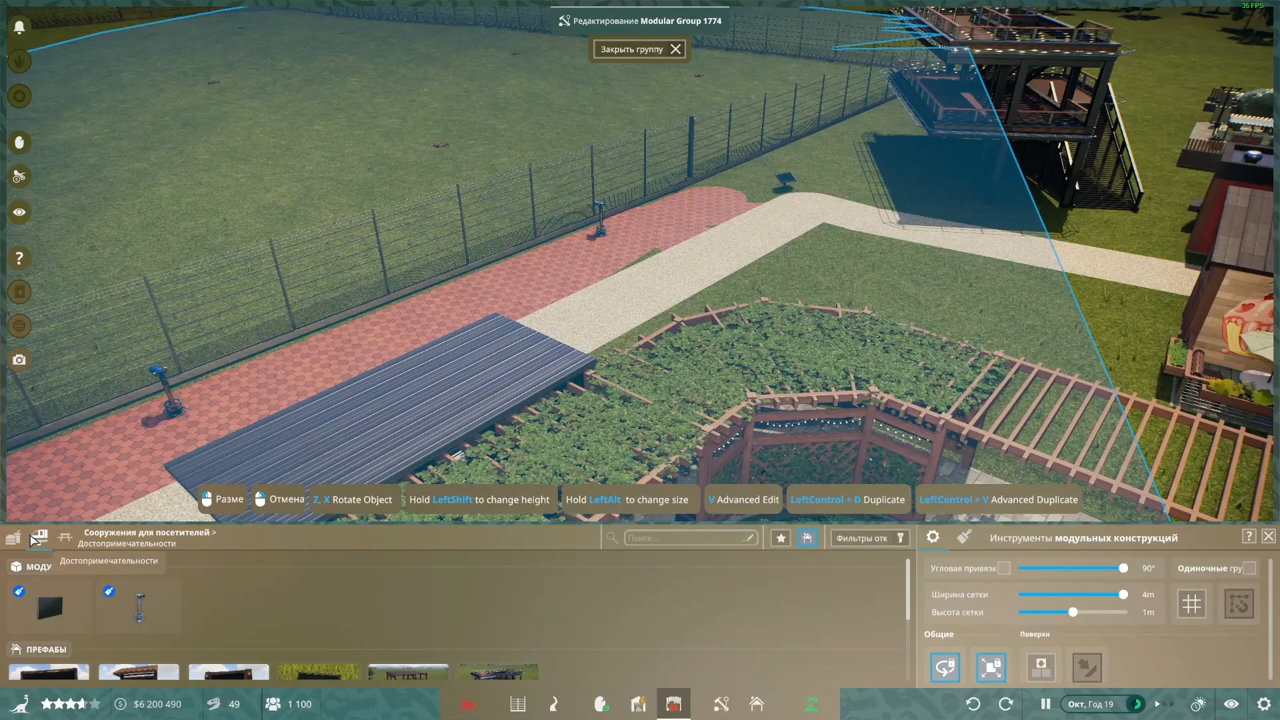 35 FPS
Редактирование Modular Group 1774
Закрыть группу
Разме
Отмена
Z, X Rotate Object
Hold LeftShift to change height
Hold LeftAlt to change size
V Advanced Edit
LeftControl + D Duplicate
LeftControl + V Advanced Duplicate
Сооружения для посетителей >
Достопримечательности
Поиск...
Фильтры отк
Инструменты модульных конструкций
?
Достопримечательности
МОДУ
Угловая привязк
90°
Одиночные гру
Ширина сетки
4m
Высота сетки
1m
Общие
Поверхн
ПРЕФАБЫ
$6 200 490
49
1 100
Окт, Год 19